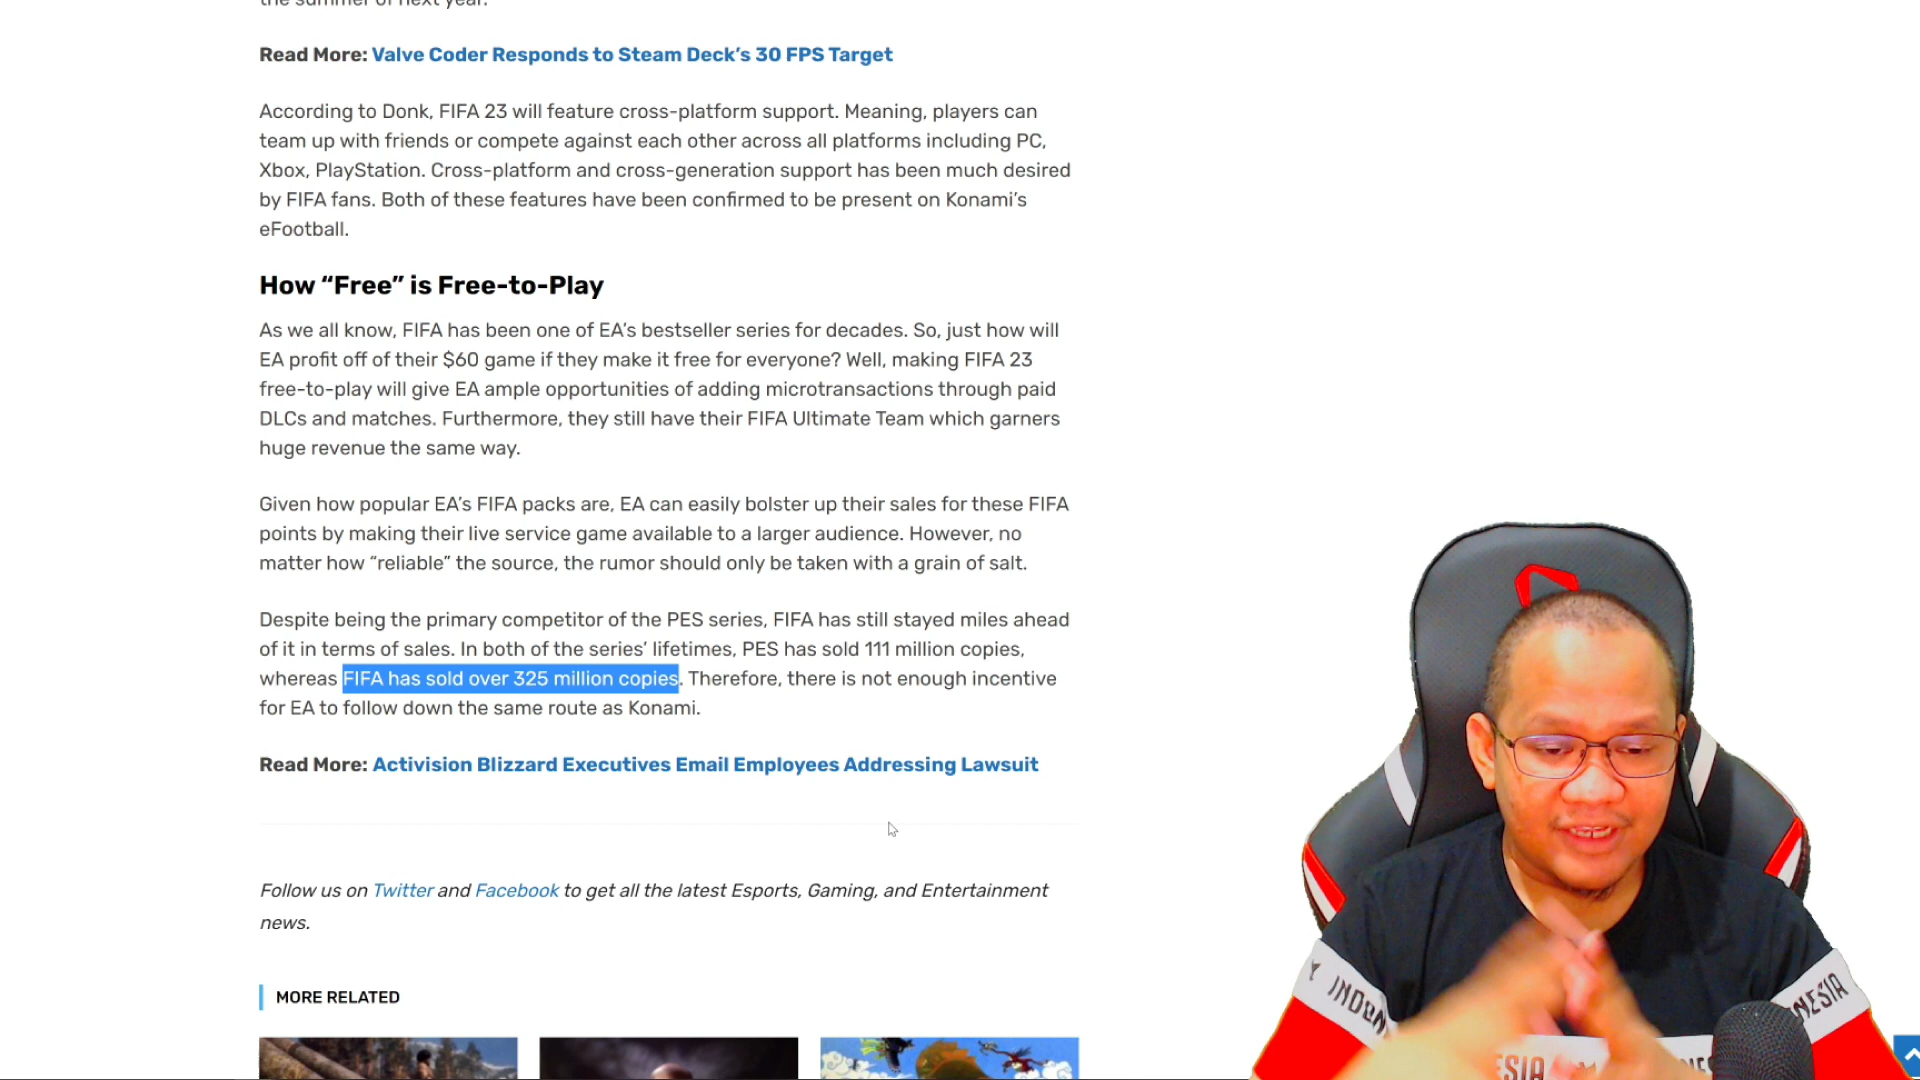 the summer of next year.
Read More: Valve Coder Responds to Steam Deck's 30 FPS Target
According to Donk, FIFA 23 will feature cross-platform support. Meaning, players can
team up with friends or compete against each other across all platforms including PC,
Xbox, PlayStation. Cross-platform and cross-generation support has been much desired
by FIFA fans. Both of these features have been confirmed to be present on Konami's
eFootball.
How “Free” is Free-to-Play
As we all know, FIFA has been one of EA's bestseller series for decades. So, just how will
EA profit off of their $60 game if they make it free for everyone? Well, making FIFA 23
free-to-play will give EA ample opportunities of adding microtransactions through paid
DLCs and matches. Furthermore, they still have their FIFA Ultimate Team which garners
huge revenue the same way.
Given how popular EA's FIFA packs are, EA can easily bolster up their sales for these FIFA
points by making their live service game available to a larger audience. However, no
matter how “reliable” the source, the rumor should only be taken with a grain of salt.
Despite being the primary competitor of the PES series, FIFA has still stayed miles ahead
of it in terms of sales. In both of the series' lifetimes, PES has sold 111 million copies,
whereas FIFA has sold over 325 million copies. Therefore, there is not enough incentive
for EA to follow down the same route as Konami.
Read More: Activision Blizzard Executives Email Employees Addressing Lawsuit
Follow us on Twitter and Facebook to get all the latest Esports, Gaming, and Entertainment
news.
MORE RELATED